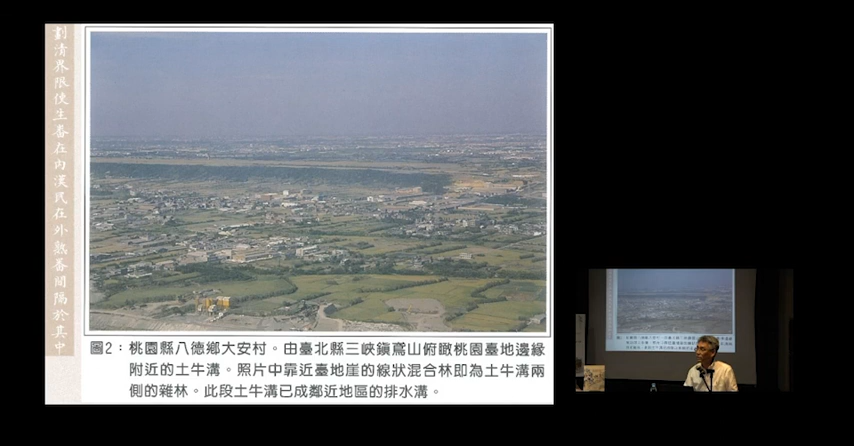 劃清界限使生番在內漢民在外熟番間隔於其中
圖2：桃園縣八德鄉大安村。由臺北縣三峽鎭鳶山俯瞰桃園臺地邊緣
附近的土牛溝。照片中靠近臺地崖的線狀混合林即為土牛溝兩
側的雜林。此段土牛溝已成鄰近地區的排水溝。